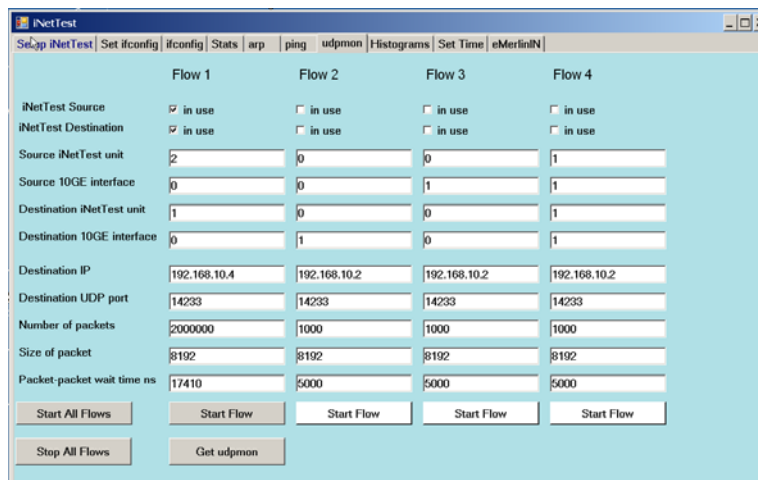 iNetTest
Setup iNetTest Set ifconfig ifconfig Stats arp ping udpmon Histograms Set Time eMerlinIN
Flow 1 Flow 2 Flow 3 Flow 4
iNetTest Source in use in use in use in use
iNetTest Destination in use in use in use in use
Source iNetTest unit 2 0 0 1
Source 10GE interface 0 0 1 1
Destination iNetTest unit 1 0 0 1
Destination 10GE interface 0 1 0 1
Destination IP 192.168.10.4 192.168.10.2 192.168.10.2 192.168.10.2
Destination UDP port 14233 14233 14233 14233
Number of packets 2000000 1000 1000 1000
Size of packet 8192 8192 8192 8192
Packet-packet wait time ns 17410 5000 5000 5000
Start All Flows Start Flow Start Flow Start Flow Start Flow
Stop All Flows Get udpmon